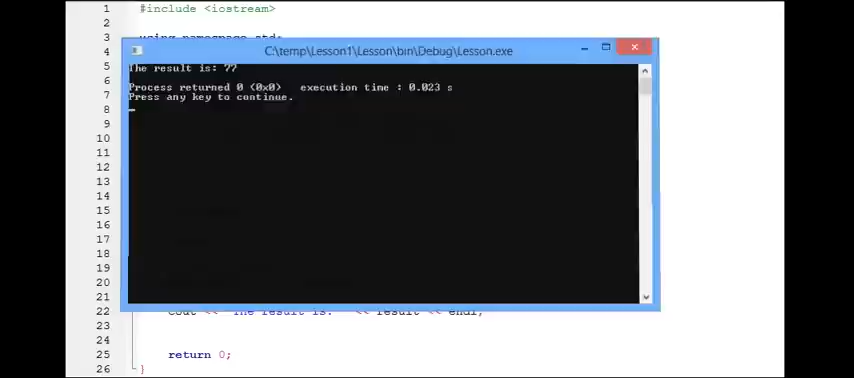 1 #include <iostream>
2
3 using namespace std;
C:\temp\Lesson1\Lesson\bin\Debug\Lesson.exe
4
5
6
7
8
9
10
11
12
13
14
15
16
17
18
19
20
21
The result is: 77
Process returned 0 (0x0) execution time : 0.023 s
Press any key to continue.
22 cout << "The result is: " << result << endl;
23
24
25 return 0;
26 }